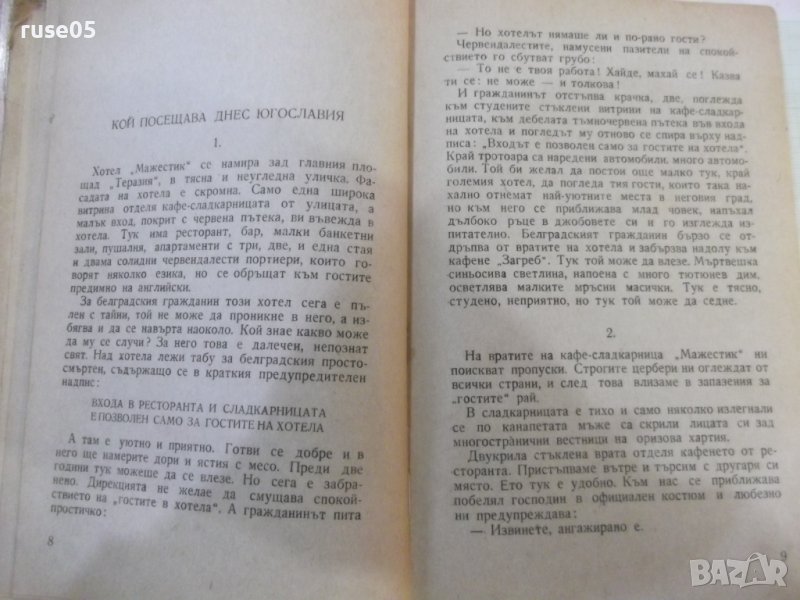 ruse05
КОЙ ПОСЕЩАВА ДНЕС ЮГОСЛАВИЯ
1.
Хотел „Мажестик“ се намира зад главния пло-
щад „Теразия“, в тясна и неугледна уличка. Фа-
садата на хотела е скромна. Само една широка
витрина отделя кафе-сладкарницата от улицата, а
малък вход, покрит с червена пътека, ви въвежда в
хотела. Тук има ресторант, бар, малки банкетни
зали, пушалня, апартаменти с три, две, и една стая
и двама солидни червендалести портиери, които го-
ворят няколко езика, но се обръщат към гостите
предимно на английски.
За белградския гражданин този хотел сега е пъ-
лен с тайни, той не може да проникне в него, а из-
бягва и да се навърта наоколо. Кой знае какво може
да му се случи? За него това е далечен, непознат
свят. Над хотела лежи табу за белградския просто-
смъртен, съдържащо се в краткия предупредителен
надпис:
ВХОДА В РЕСТОРАНТА И СЛАДКАРНИЦАТА
Е ПОЗВОЛЕН САМО ЗА ГОСТИТЕ НА ХОТЕЛА
А там е уютно и приятно. Готви се добре и в
него ще намерите дори и ястия с месо. Преди две
години тук можеше да се влезе. Но сега е забра-
нено. Дирекцията не желае да смущава спокой-
ствието на „гостите в хотела“. А гражданинът пита
простичко:
8
— Но хотелът нямаше ли и по-рано гости?
Червендалестите, намусени пазители на спокой-
ствието го сбутват грубо:
— То не е твоя работа! Хайде, махай се! Казва
ти се: не може — и толкова!
И гражданинът отстъпва крачка, две, поглежда
към студените стъклени витрини на кафе-сладкар-
ницата, към дебелата тъмночервена пътека във входа
на хотела и погледът му отново се спира върху над-
писа: „Входът е позволен само за гостите на хотела“.
Край тротоара са наредени автомобили, много автомо-
били. Той би желал да постои още малко тук, край
големия хотел, да погледа тия гости, които така на-
хално отнемат най-уютните места в неговия град,
но към него се приближава млад човек, напъхал
дълбоко ръце в джобовете си и го изглежда из-
питателно. Белградският гражданин бързо се от-
дръпва от вратите на хотела и забързва надолу към
кафене „Загреб“. Тук той може да влезе. Мъртвешка
синьосива светлина, напоена с много тютюнев дим,
осветлява малките мръсни масички. Тук е тясно,
студено, неприятно, но тук той може да седне.
2.
На вратите на кафе-сладкарница „Мажестик“ ни
поискват пропуски. Строгите цербери ни оглеждат от
всички страни, и след това влизаме в запазения за
„гостите“ рай.
В сладкарницата е тихо и само няколко излегнали
се по канапетата мъже са скрили лицата си зад
многостранични вестници на оризова хартия.
Двукрила стъклена врата отделя кафенето от ре-
сторанта. Пристъпваме вътре и търсим с другаря си
място. Ето тук е удобно. Към нас се приближава
побелял господин в официален костюм и любезно
ни предупреждава:
— Извинете, ангажирано е.
9
BAZAR
.bg